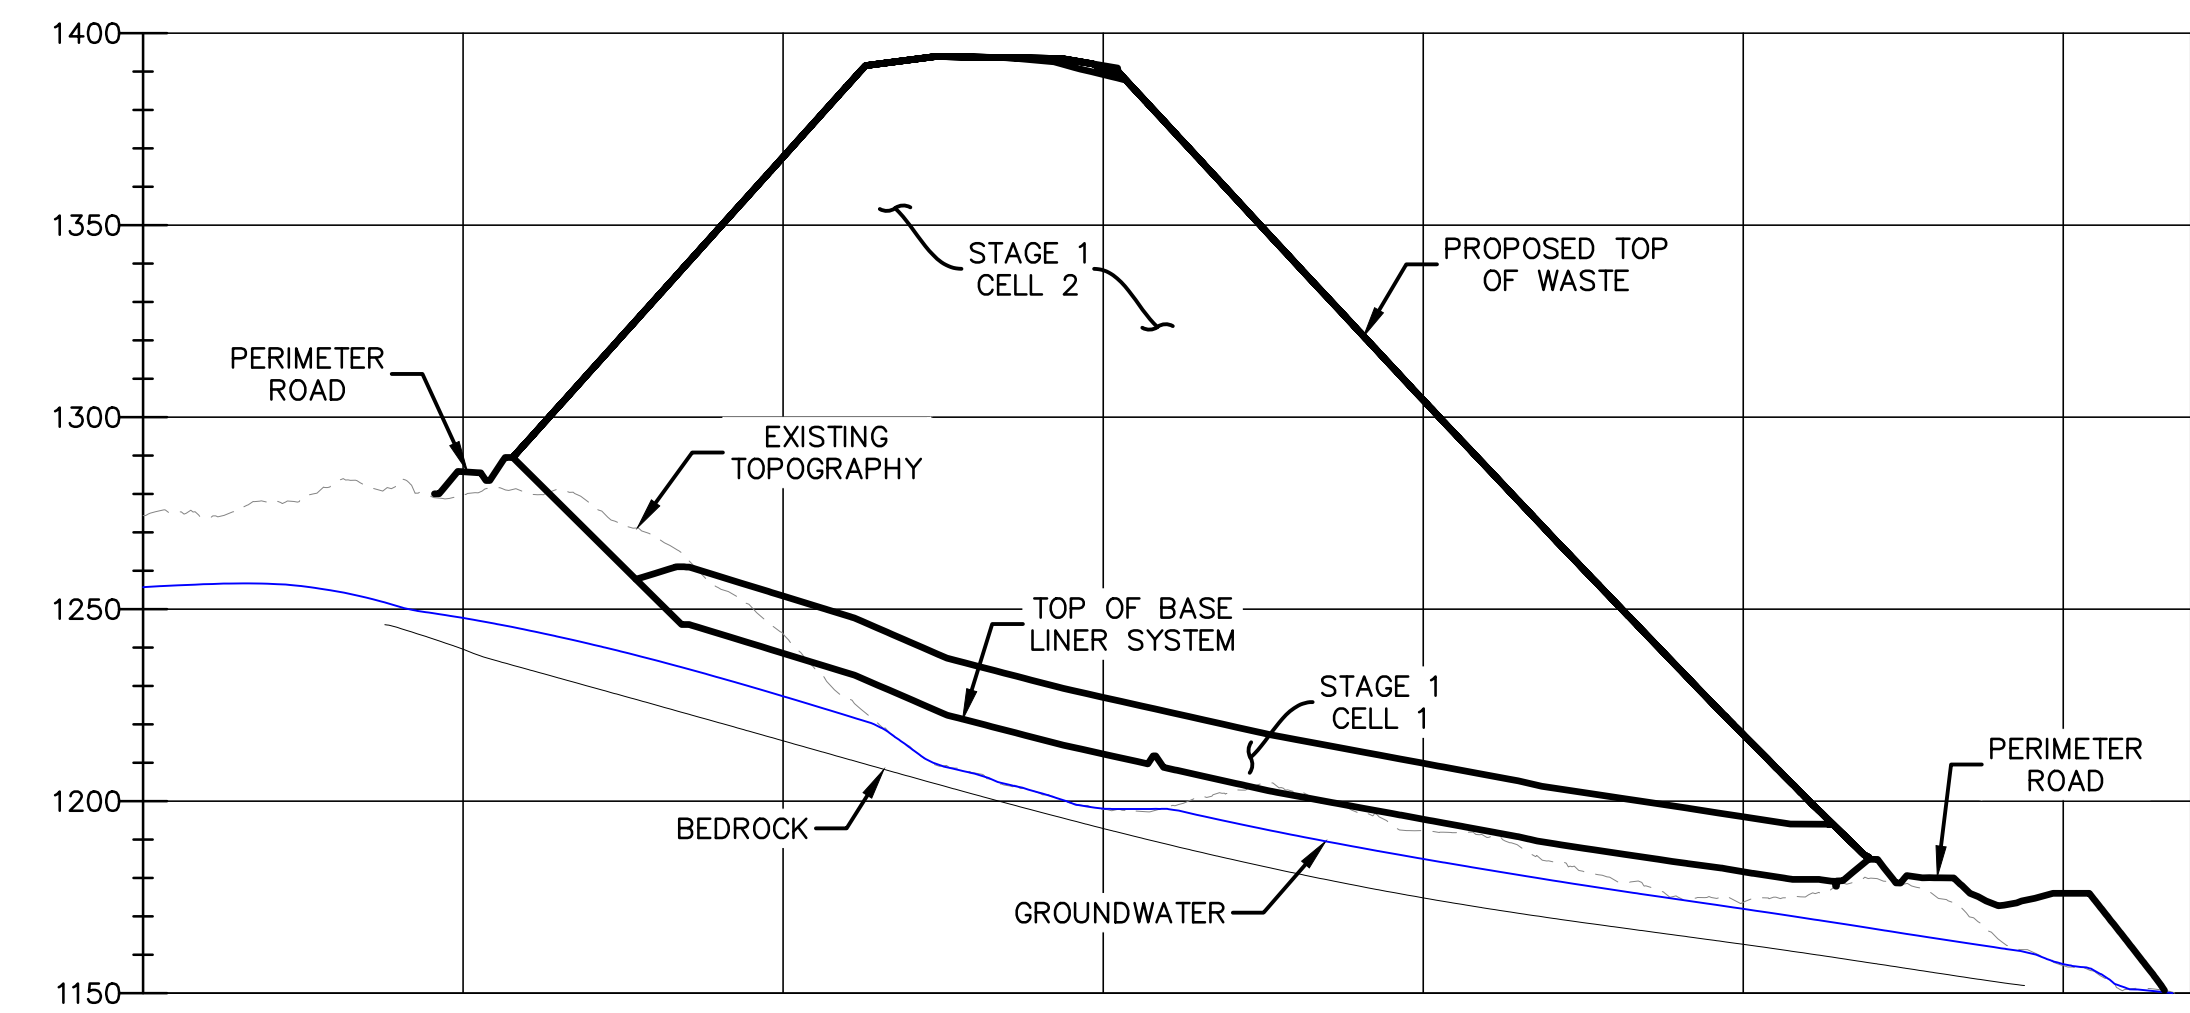 1400
1350
STAGE 1
CELL 2
PROPOSED TOP
OF WASTE
PERIMETER
ROAD
1300
EXISTING
TOPOGRAPHY
1250
TOP OF BASE
LINER SYSTEM
STAGE 1
CELL 1
PERIMETER
ROAD
1200
BEDROCK
GROUNDWATER
1150